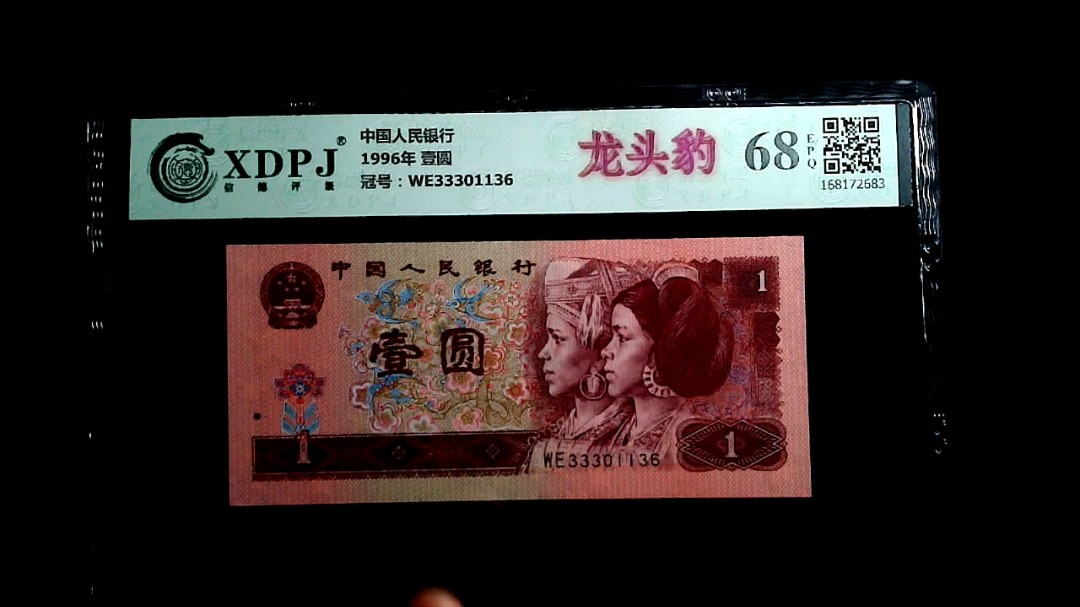 XDPJ®
信德评级
中国人民银行
1996年 壹圆
冠号：WE33301136
龙头豹
68
EPQ
168172683
中国人民银行
1
壹圆
1
WE33301136
1